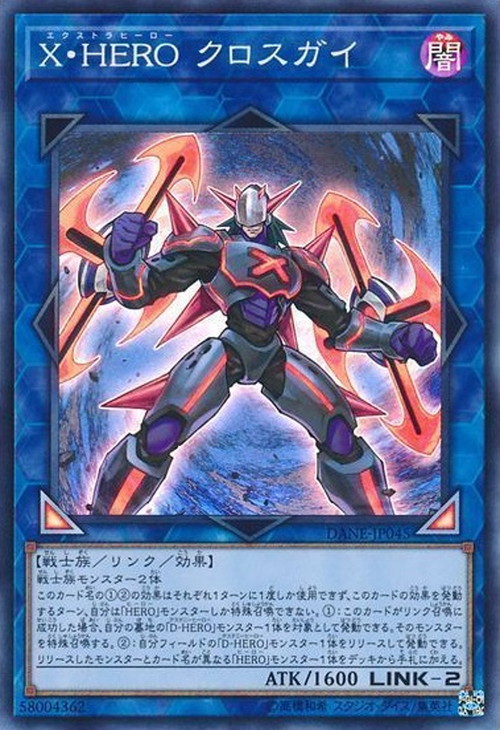 エクストラヒーロー
X・HERO クロスガイ
やみ
闇
DANE-JP045
【戦士族/リンク/効果】
戦士族モンスター2体
このカード名の①②の効果はそれぞれ1ターンに1度しか使用できず、このカードの効果を発動
するターン、自分は「HERO」モンスターしか特殊召喚できない。①:このカードがリンク召喚に
成功した場合、自分の墓地の「D-HERO」モンスター1体を対象として発動できる。そのモンスター
を特殊召喚する。②:自分フィールドの「D-HERO」モンスター1体をリリースして発動できる。
リリースしたモンスターとカード名が異なる「HERO」モンスター1体をデッキから手札に加える。
ATK/1600 LINK-2
58004362 ©高橋和希 スタジオ・ダイス/集英社